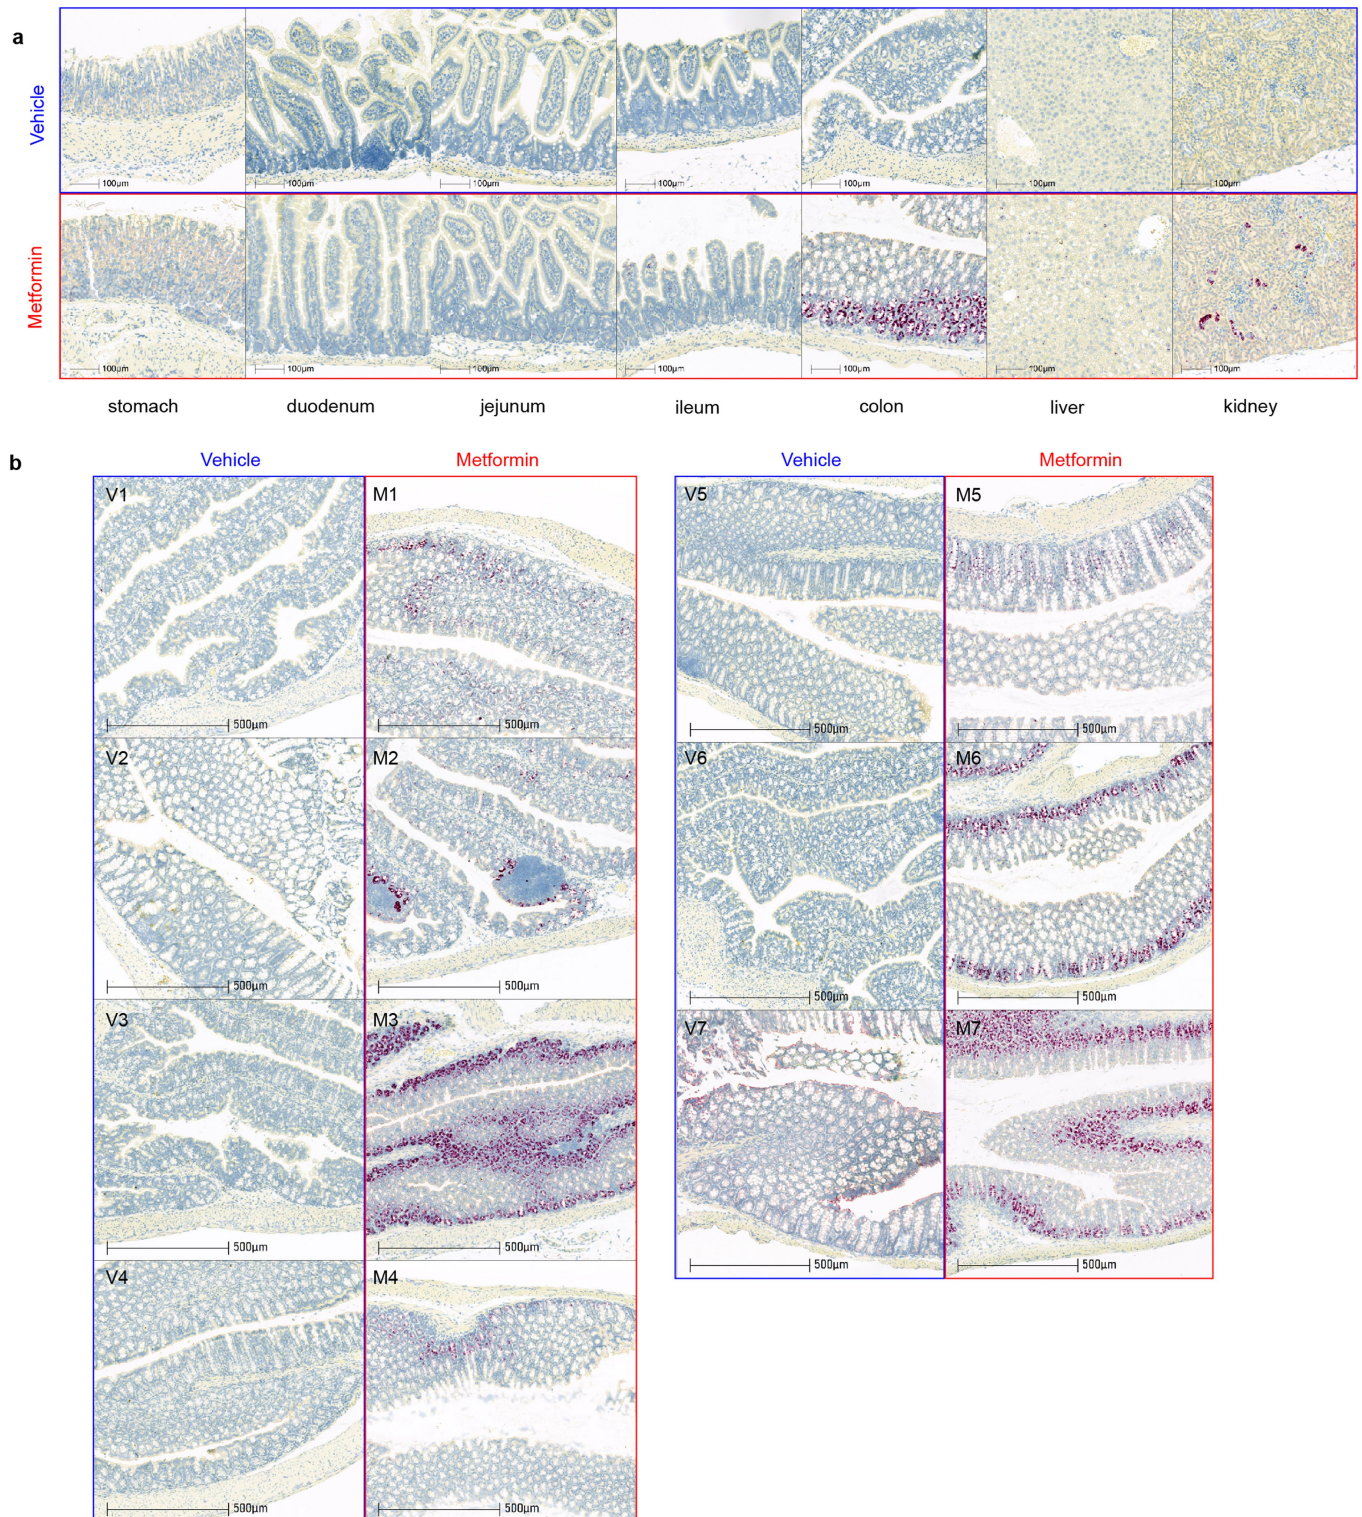 a
Vehicle
100µm 100µm 100µm 100µm 100µm 100µm 100µm
Metformin
100µm 100µm 100µm 100µm 100µm 100µm 100µm
stomach duodenum jejunum ileum colon liver kidney
b
Vehicle Metformin Vehicle Metformin
V1 M1 V5 M5
500µm 500µm 500µm 500µm
V2 M2 V6 M6
500µm 500µm 500µm 500µm
V3 M3 V7 M7
500µm 500µm 500µm 500µm
V4 M4
500µm 500µm